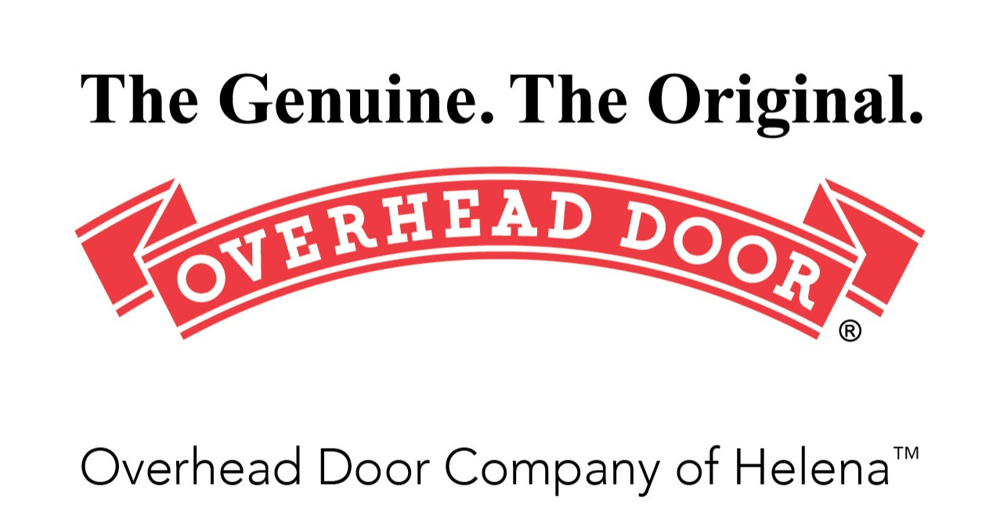 The Genuine. The Original.
OVERHEAD DOOR
®
Overhead Door Company of Helena™